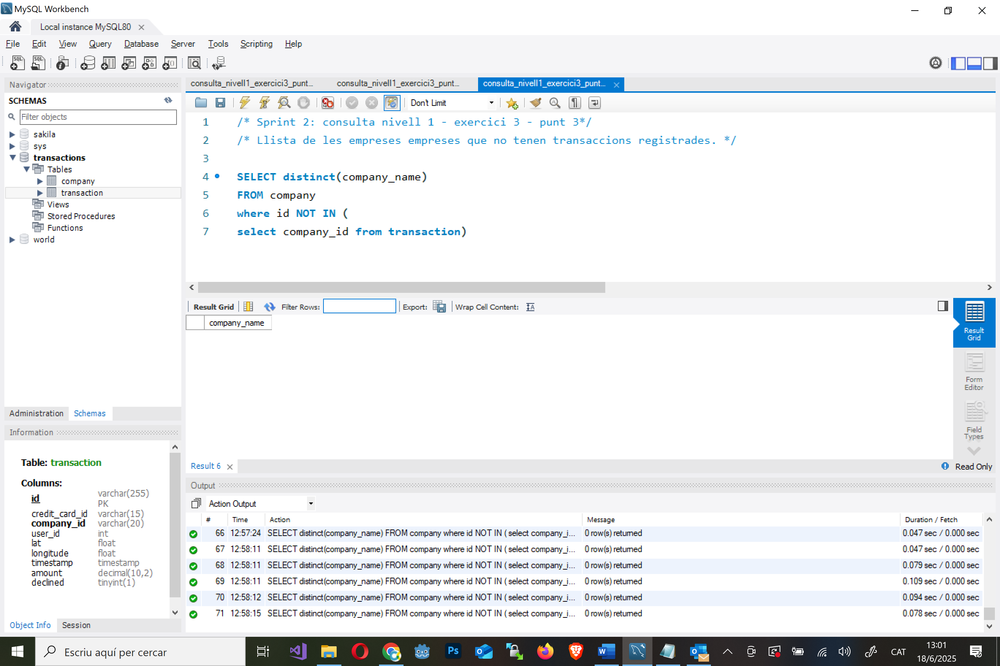 MySQL Workbench
Local instance MySQL80
File Edit View Query Database Server Tools Scripting Help
Navigator
SCHEMAS
Filter objects
sakila
sys
transactions
Tables
company
transaction
Views
Stored Procedures
Functions
world
Administration Schemas
Information
Table: transaction
Columns:
id varchar(255) PK
credit_card_id varchar(15)
company_id varchar(20)
user_id int
lat float
longitude float
timestamp timestamp
amount decimal(10,2)
declined tinyint(1)
Object Info Session
consulta_nivell1_exercici3_punt... consulta_nivell1_exercici3_punt... consulta_nivell1_exercici3_punt...
Don't Limit
1 /* Sprint 2: consulta nivell 1 - exercici 3 - punt 3*/
2 /* Llista de les empreses empreses que no tenen transaccions registrades. */
3
4 SELECT distinct(company_name)
5 FROM company
6 where id NOT IN (
7 select company_id from transaction)
Result Grid Filter Rows: Export: Wrap Cell Content:
company_name
Result Grid
Form Editor
Field Types
Result 6 Read Only
Output
Action Output
# Time Action Message Duration / Fetch
66 12:57:24 SELECT distinct(company_name) FROM company where id NOT IN ( select company_i... 0 row(s) returned 0.047 sec / 0.000 sec
67 12:58:11 SELECT distinct(company_name) FROM company where id NOT IN ( select company_i... 0 row(s) returned 0.047 sec / 0.000 sec
68 12:58:11 SELECT distinct(company_name) FROM company where id NOT IN ( select company_i... 0 row(s) returned 0.079 sec / 0.000 sec
69 12:58:11 SELECT distinct(company_name) FROM company where id NOT IN ( select company_i... 0 row(s) returned 0.109 sec / 0.000 sec
70 12:58:12 SELECT distinct(company_name) FROM company where id NOT IN ( select company_i... 0 row(s) returned 0.094 sec / 0.000 sec
71 12:58:15 SELECT distinct(company_name) FROM company where id NOT IN ( select company_i... 0 row(s) returned 0.078 sec / 0.000 sec
Escriu aquí per cercar
CAT
13:01
18/6/2025